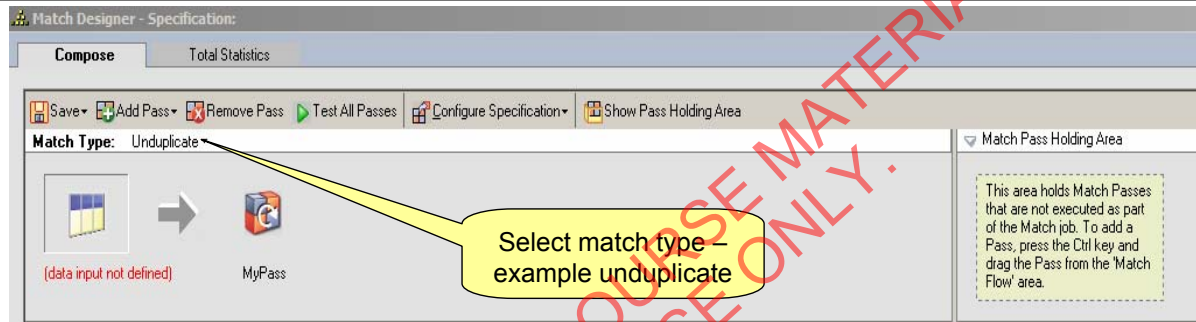 Match Designer - Specification:
Compose Total Statistics
Save Add Pass Remove Pass Test All Passes Configure Specification Show Pass Holding Area
Match Type: Unduplicate
Match Pass Holding Area
(data input not defined) MyPass
Select match type –
example unduplicate
This area holds Match Passes
that are not executed as part
of the Match job. To add a
Pass, press the Ctrl key and
drag the Pass from the 'Match
Flow' area.
URSE MATERIA
ONLY.